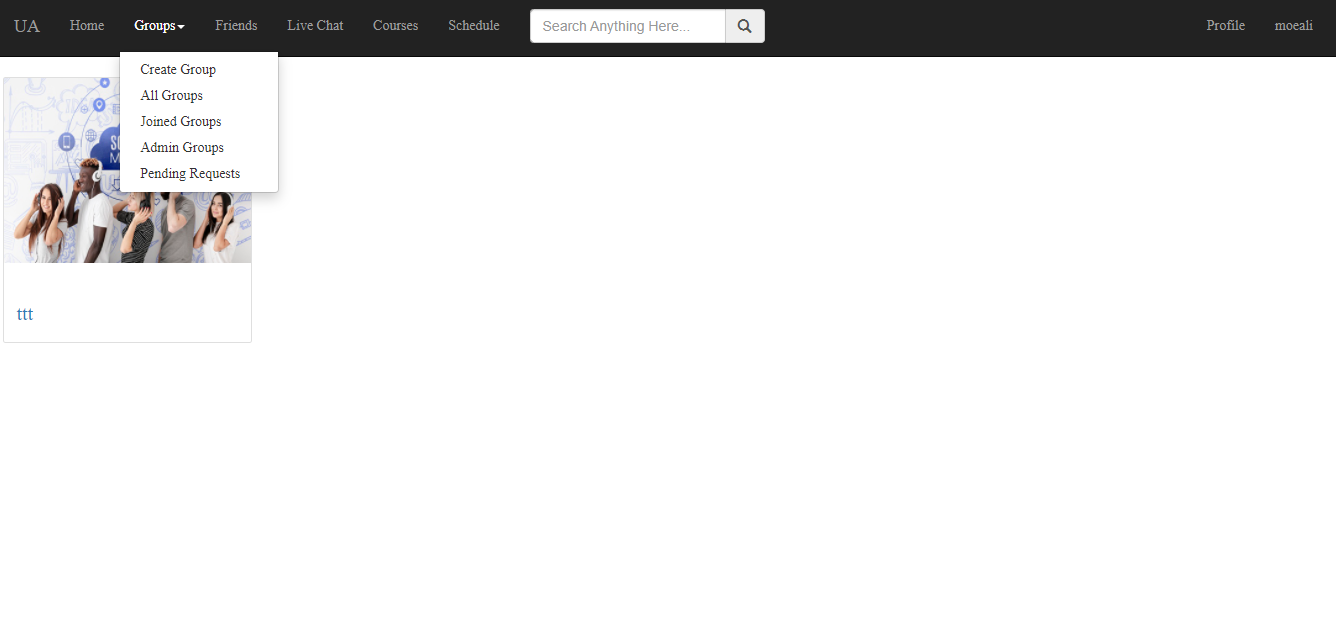 UA Home Groups Friends Live Chat Courses Schedule Search Anything Here... Profile moeali
Create Group
All Groups
Joined Groups
Admin Groups
Pending Requests
ttt